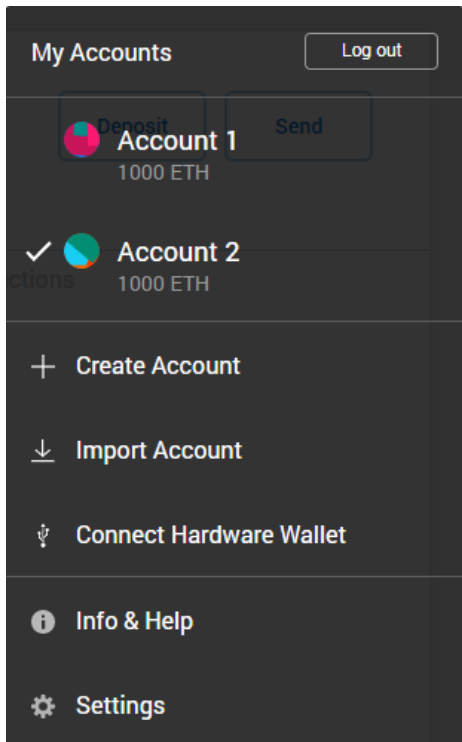 My Accounts
Log out
Deposit
Send
Account 1
1000 ETH
Account 2
ctions
1000 ETH
Create Account
Import Account
Connect Hardware Wallet
Info & Help
Settings